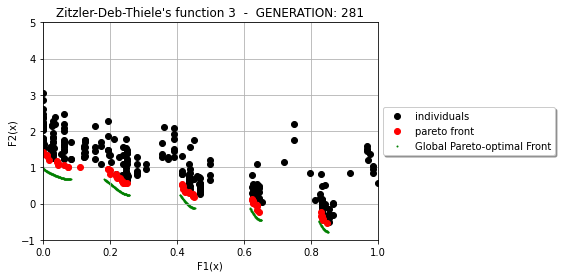 Zitzler-Deb-Thiele's function 3 - GENERATION: 281
5
4
3
2
1
0
-1
F2(x)
0.0 0.2 0.4 0.6 0.8 1.0
F1(x)
individuals
pareto front
Global Pareto-optimal Front